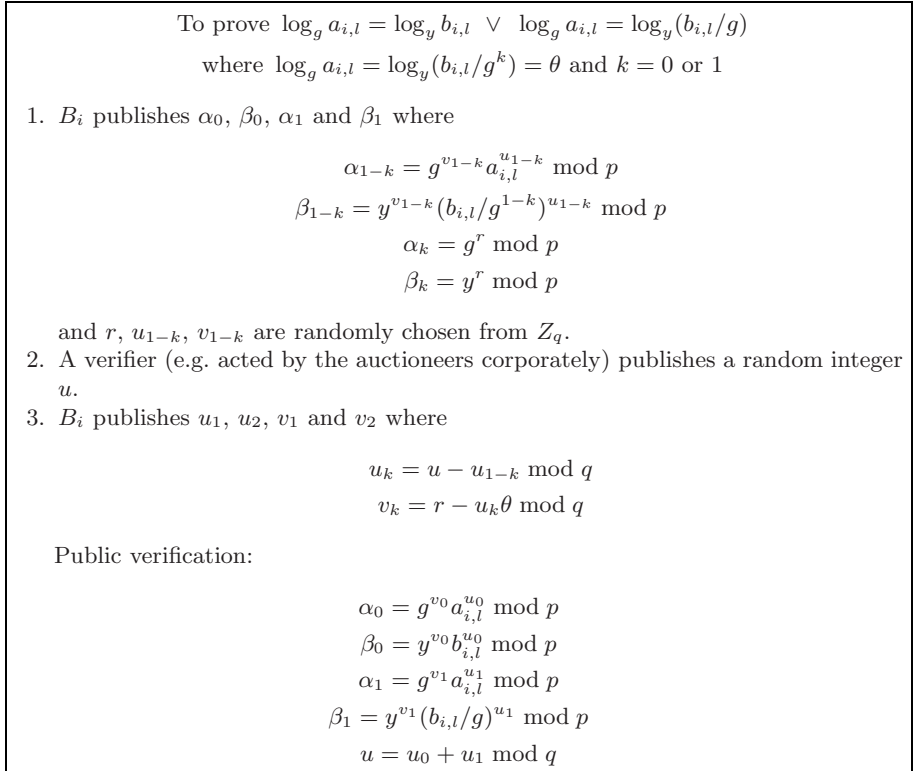 To prove log_g a_{i,l} = log_y b_{i,l} ∨ log_g a_{i,l} = log_y(b_{i,l}/g)
where log_g a_{i,l} = log_y(b_{i,l}/g^k) = θ and k = 0 or 1
1. B_i publishes α_0, β_0, α_1 and β_1 where
α_{1−k} = g^{v_{1−k}} a_{i,l}^{u_{1−k}} mod p
β_{1−k} = y^{v_{1−k}} (b_{i,l}/g^{1−k})^{u_{1−k}} mod p
α_k = g^r mod p
β_k = y^r mod p
and r, u_{1−k}, v_{1−k} are randomly chosen from Z_q.
2. A verifier (e.g. acted by the auctioneers corporately) publishes a random integer
u.
3. B_i publishes u_1, u_2, v_1 and v_2 where
u_k = u − u_{1−k} mod q
v_k = r − u_k θ mod q
Public verification:
α_0 = g^{v_0} a_{i,l}^{u_0} mod p
β_0 = y^{v_0} b_{i,l}^{u_0} mod p
α_1 = g^{v_1} a_{i,l}^{u_1} mod p
β_1 = y^{v_1} (b_{i,l}/g)^{u_1} mod p
u = u_0 + u_1 mod q